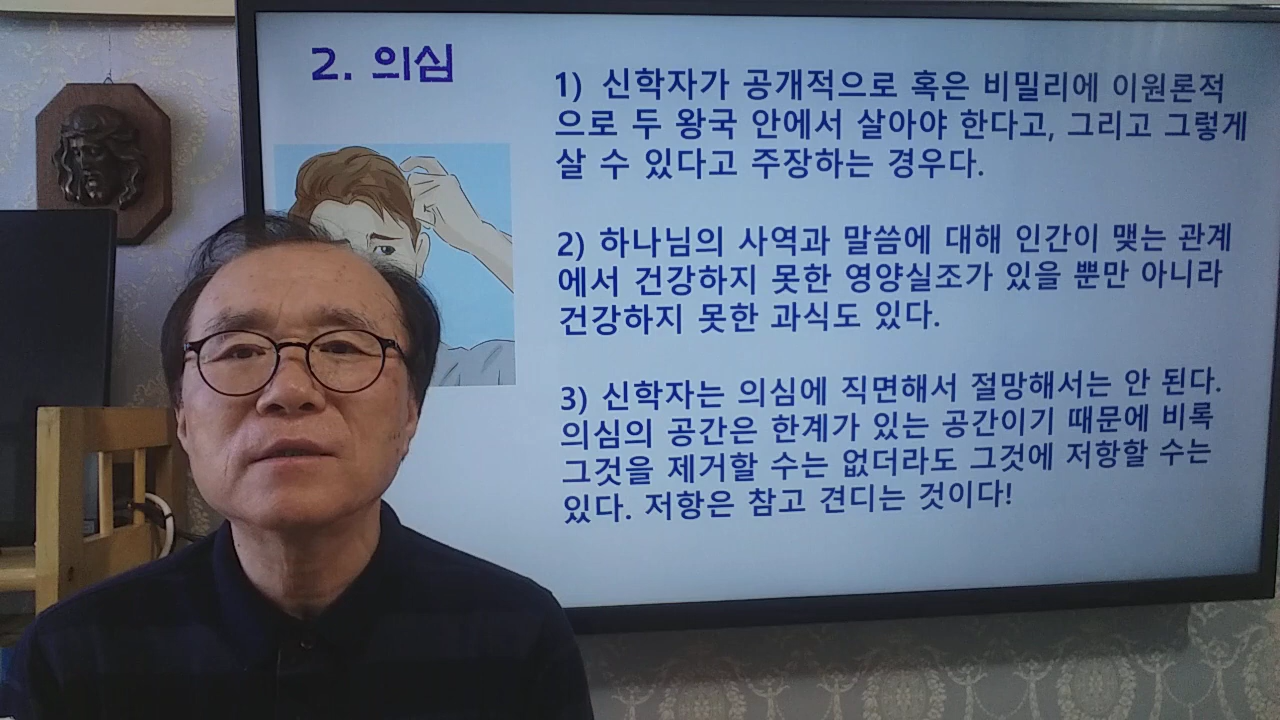 2. 의심
1) 신학자가 공개적으로 혹은 비밀리에 이원론적
으로 두 왕국 안에서 살아야 한다고, 그리고 그렇게
살 수 있다고 주장하는 경우다.
2) 하나님의 사역과 말씀에 대해 인간이 맺는 관계
에서 건강하지 못한 영양실조가 있을 뿐만 아니라
건강하지 못한 과식도 있다.
3) 신학자는 의심에 직면해서 절망해서는 안 된다.
의심의 공간은 한계가 있는 공간이기 때문에 비록
그것을 제거할 수는 없더라도 그것에 저항할 수는
있다. 저항은 참고 견디는 것이다!